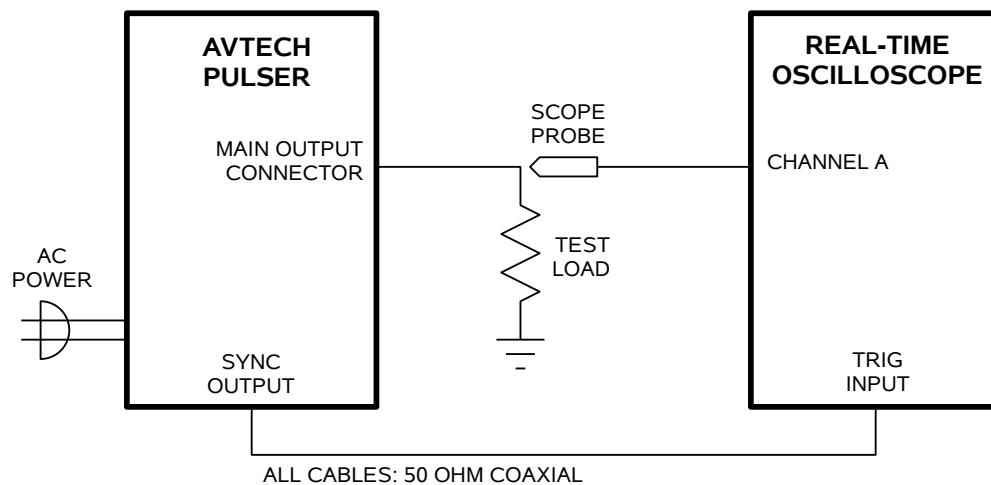 AVTECH
PULSER
REAL-TIME
OSCILLOSCOPE
SCOPE
PROBE
MAIN OUTPUT
CONNECTOR
CHANNEL A
TEST
LOAD
AC
POWER
SYNC
OUTPUT
TRIG
INPUT
ALL CABLES: 50 OHM COAXIAL